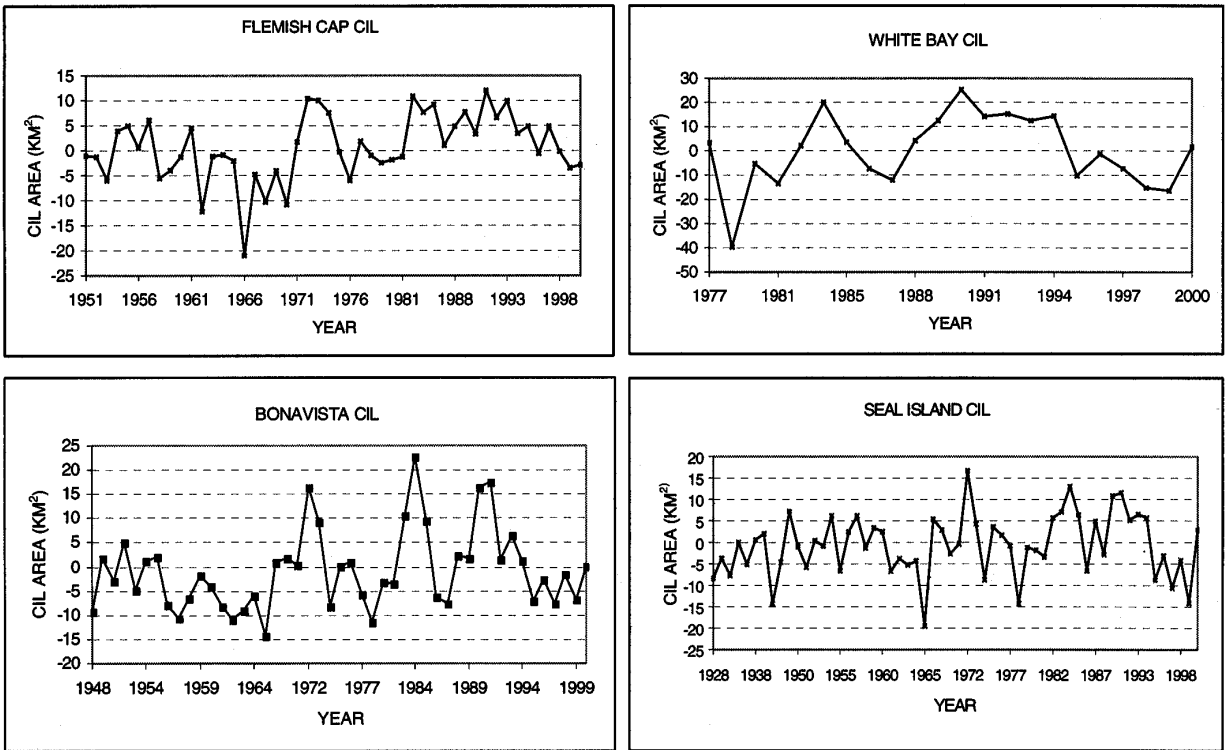 FLEMISH CAP CIL
CIL AREA (KM²)
15
10
5
0
-5
-10
-15
-20
-25
1951 1956 1961 1966 1971 1976 1981 1988 1993 1998
YEAR
WHITE BAY CIL
CIL AREA (KM²)
30
20
10
0
-10
-20
-30
-40
-50
1977 1981 1985 1988 1991 1994 1997 2000
YEAR
BONAVISTA CIL
CIL AREA (KM²)
25
20
15
10
5
0
-5
-10
-15
-20
1948 1954 1959 1964 1972 1977 1984 1989 1994 1999
YEAR
SEAL ISLAND CIL
CIL AREA (KM²)
20
15
10
5
0
-5
-10
-15
-20
-25
1928 1938 1950 1955 1960 1965 1972 1977 1982 1987 1993 1998
YEAR